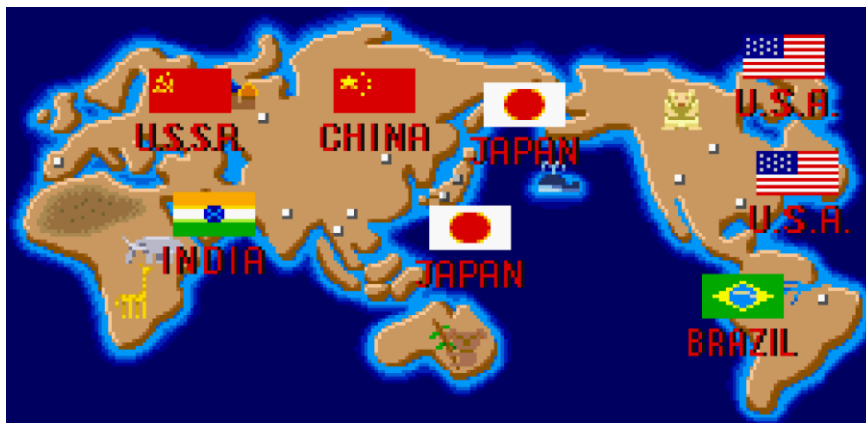 U.S.A.
U.S.S.R.
CHINA
JAPAN
U.S.A.
INDIA
JAPAN
BRAZIL